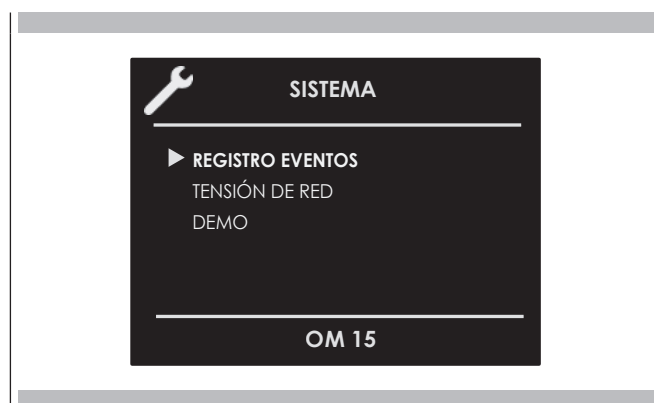 SISTEMA
REGISTRO EVENTOS
TENSIÓN DE RED
DEMO
OM 15